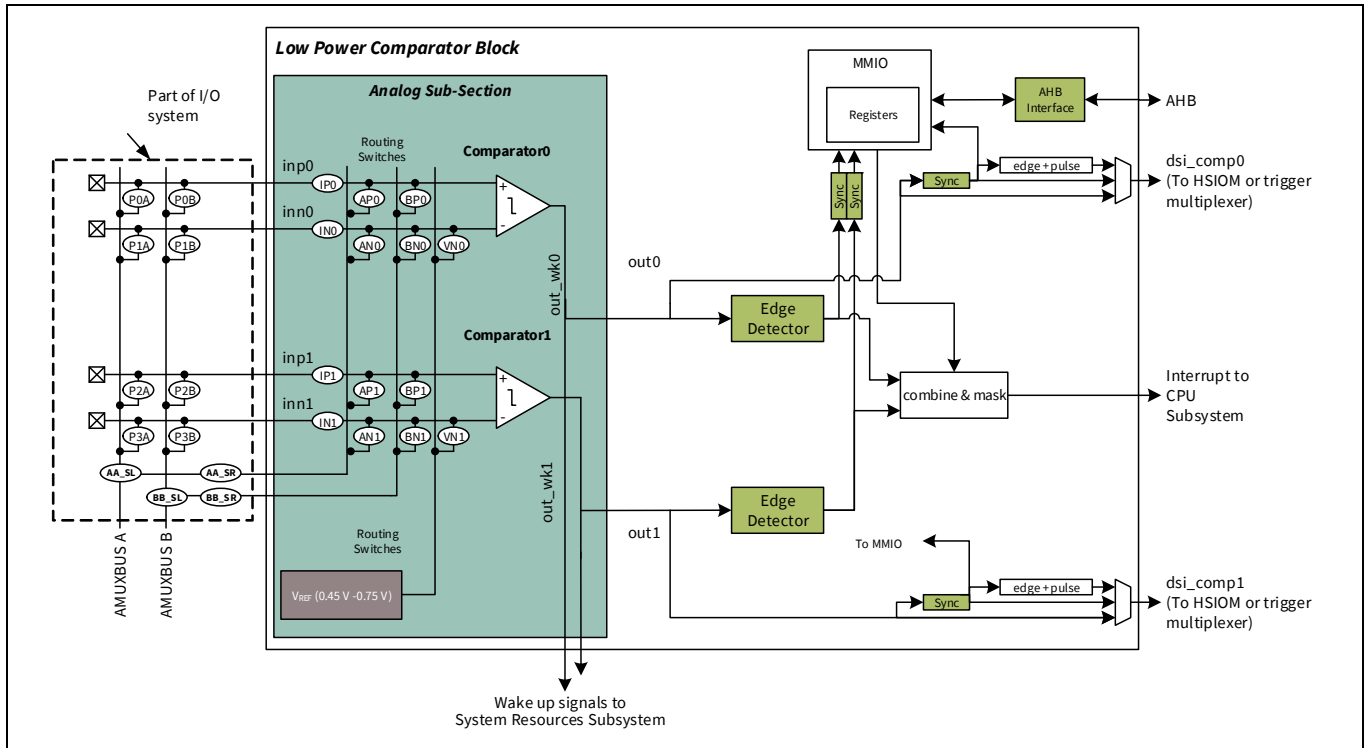 Low Power Comparator Block
Analog Sub-Section
Part of I/O
system
Routing
Switches
Comparator0
inp0
IP0
AP0
BP0
P0A
P0B
inn0
IN0
AN0
BN0
VN0
P1A
P1B
+
-
out_wk0
out0
Comparator1
inp1
IP1
AP1
BP1
P2A
P2B
inn1
IN1
AN1
BN1
VN1
P3A
P3B
+
-
AA_SL
AA_SR
BB_SL
BB_SR
out_wk1
out1
AMUXBUS A
AMUXBUS B
Routing
Switches
VREF (0.45 V -0.75 V)
Wake up signals to
System Resources Subsystem
MMIO
Registers
AHB
Interface
AHB
Sync
Sync
Sync
edge+pulse
dsi_comp0
(To HSIOM or trigger
multiplexer)
Edge
Detector
combine & mask
Interrupt to
CPU
Subsystem
Edge
Detector
To MMIO
Sync
edge+pulse
dsi_comp1
(To HSIOM or trigger
multiplexer)